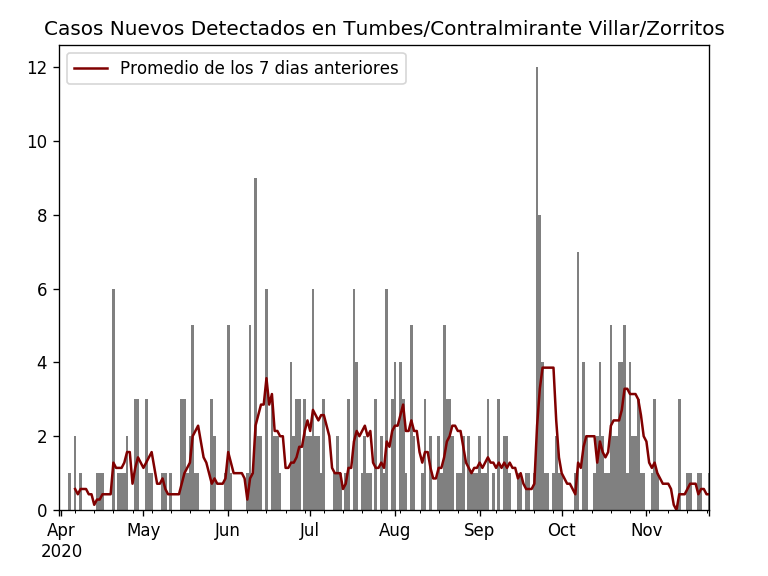 Casos Nuevos Detectados en Tumbes/Contralmirante Villar/Zorritos
Promedio de los 7 dias anteriores
12
10
8
6
4
2
0
Apr May Jun Jul Aug Sep Oct Nov
2020